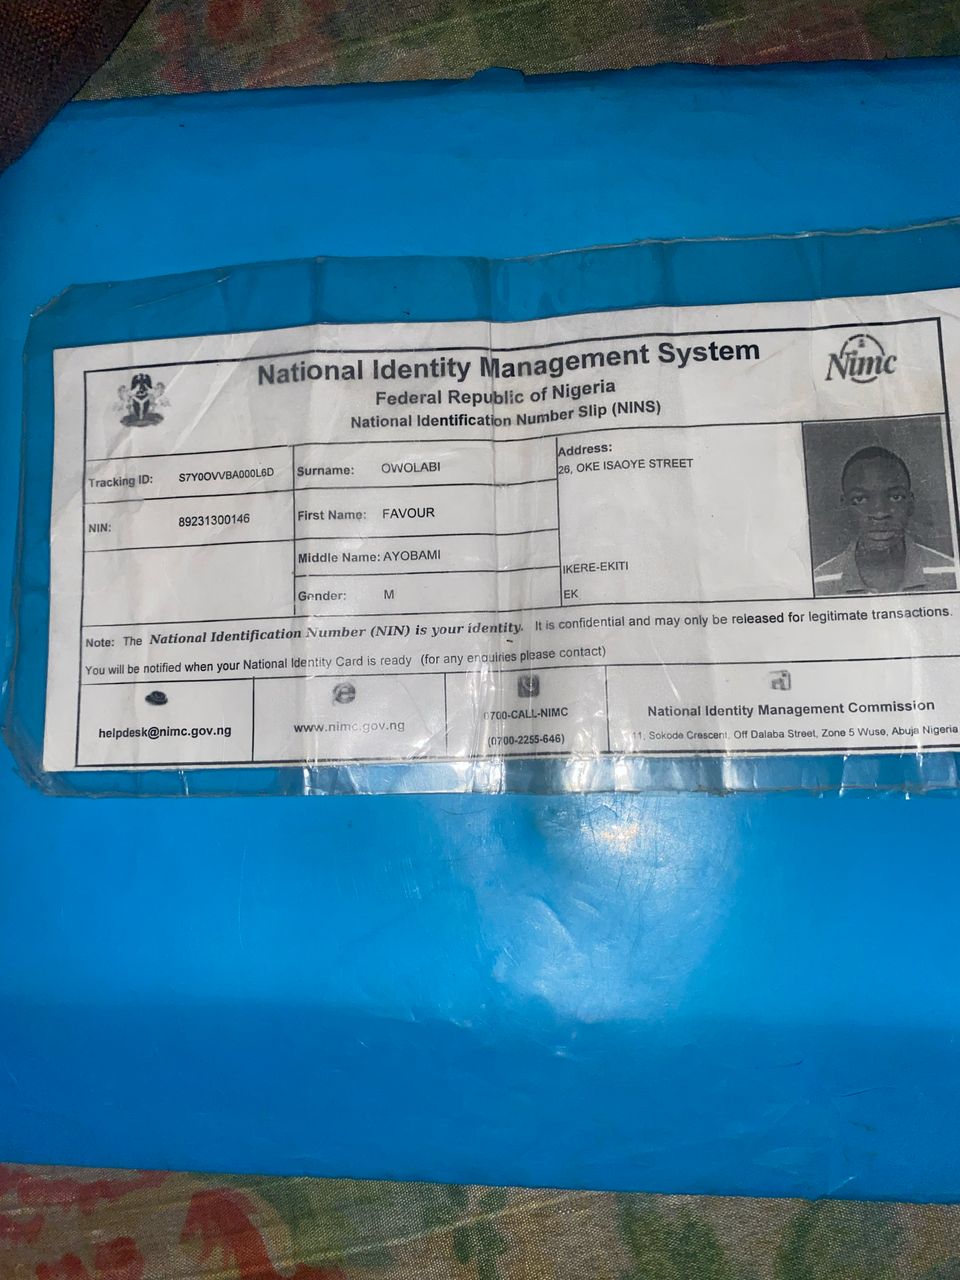 National Identity Management System
Federal Republic of Nigeria
National Identification Number Slip (NINS)
Nimc
Tracking ID: S7Y0OVVBA000L6D
NIN: 89231300146
Surname: OWOLABI
First Name: FAVOUR
Middle Name: AYOBAMI
Gender: M
Address:
26, OKE ISAOYE STREET
IKERE-EKITI
EK
Note: The National Identification Number (NIN) is your identity. It is confidential and may only be released for legitimate transactions.
You will be notified when your National Identity Card is ready (for any enquiries please contact)
helpdesk@nimc.gov.ng
www.nimc.gov.ng
0700-CALL-NIMC
(0700-2255-646)
National Identity Management Commission
11, Sokode Crescent, Off Dalaba Street, Zone 5 Wuse, Abuja Nigeria